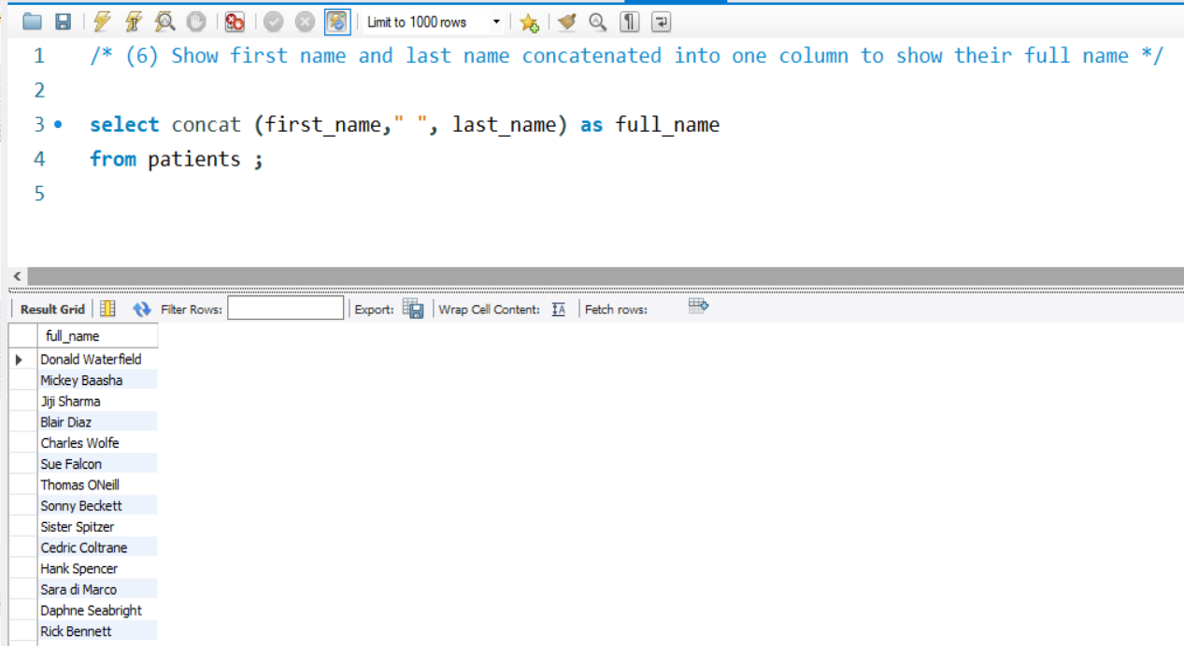 Limit to 1000 rows
1 /* (6) Show first name and last name concatenated into one column to show their full name */
2
3 select concat (first_name," ", last_name) as full_name
4 from patients ;
5
Result Grid Filter Rows: Export: Wrap Cell Content: Fetch rows:
full_name
Donald Waterfield
Mickey Baasha
Jiji Sharma
Blair Diaz
Charles Wolfe
Sue Falcon
Thomas ONeill
Sonny Beckett
Sister Spitzer
Cedric Coltrane
Hank Spencer
Sara di Marco
Daphne Seabright
Rick Bennett